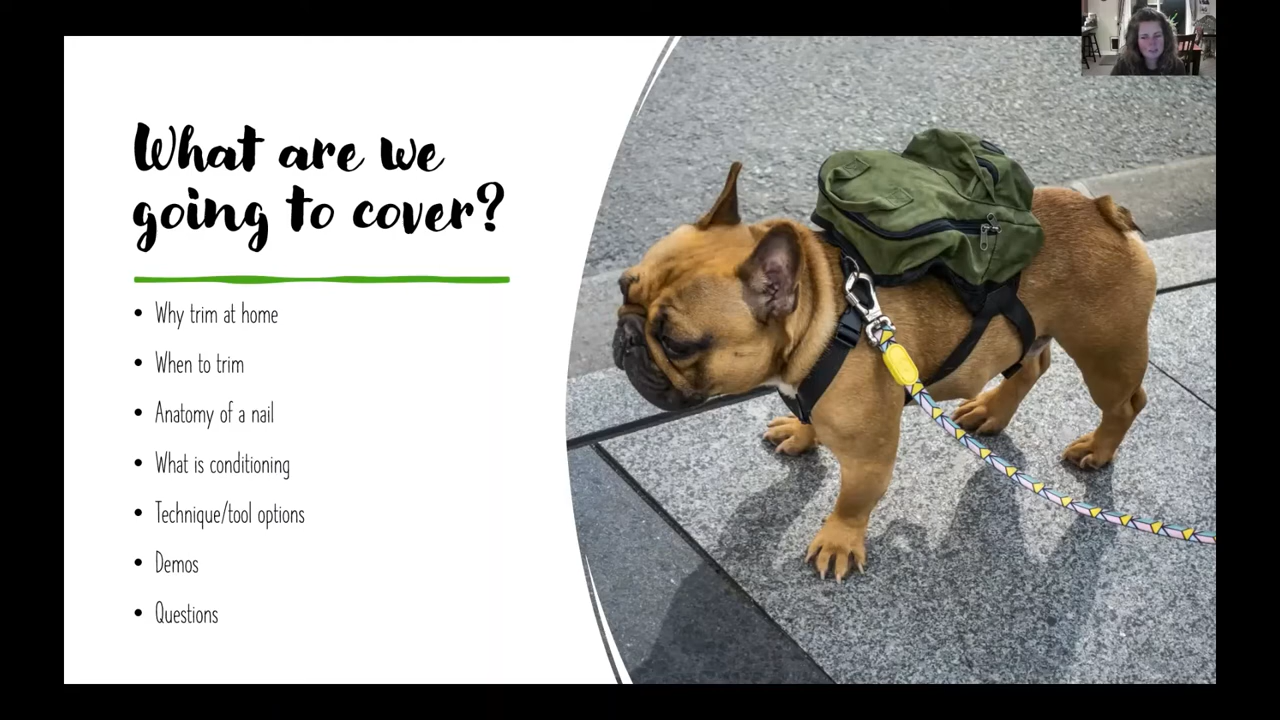 What are we
going to cover?
• Why trim at home
• When to trim
• Anatomy of a nail
• What is conditioning
• Technique/tool options
• Demos
• Questions